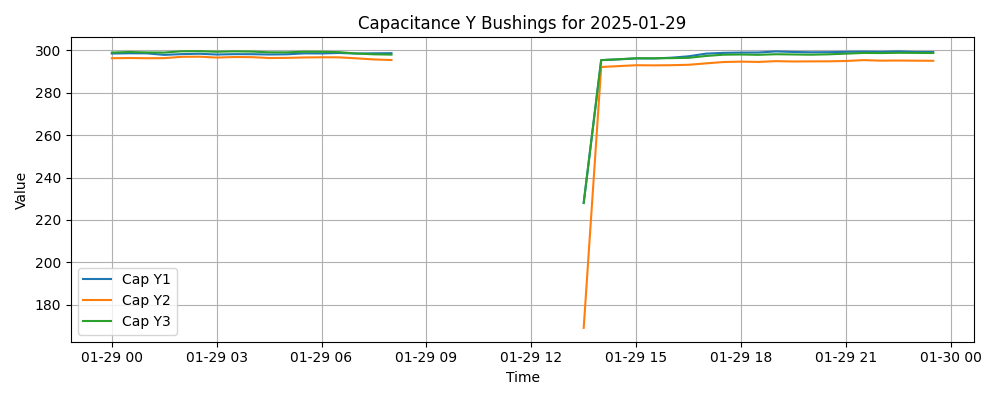 Capacitance Y Bushings for 2025-01-29
Value
300
280
260
240
220
200
180
Cap Y1
Cap Y2
Cap Y3
01-29 00 01-29 03 01-29 06 01-29 09 01-29 12 01-29 15 01-29 18 01-29 21 01-30 00
Time